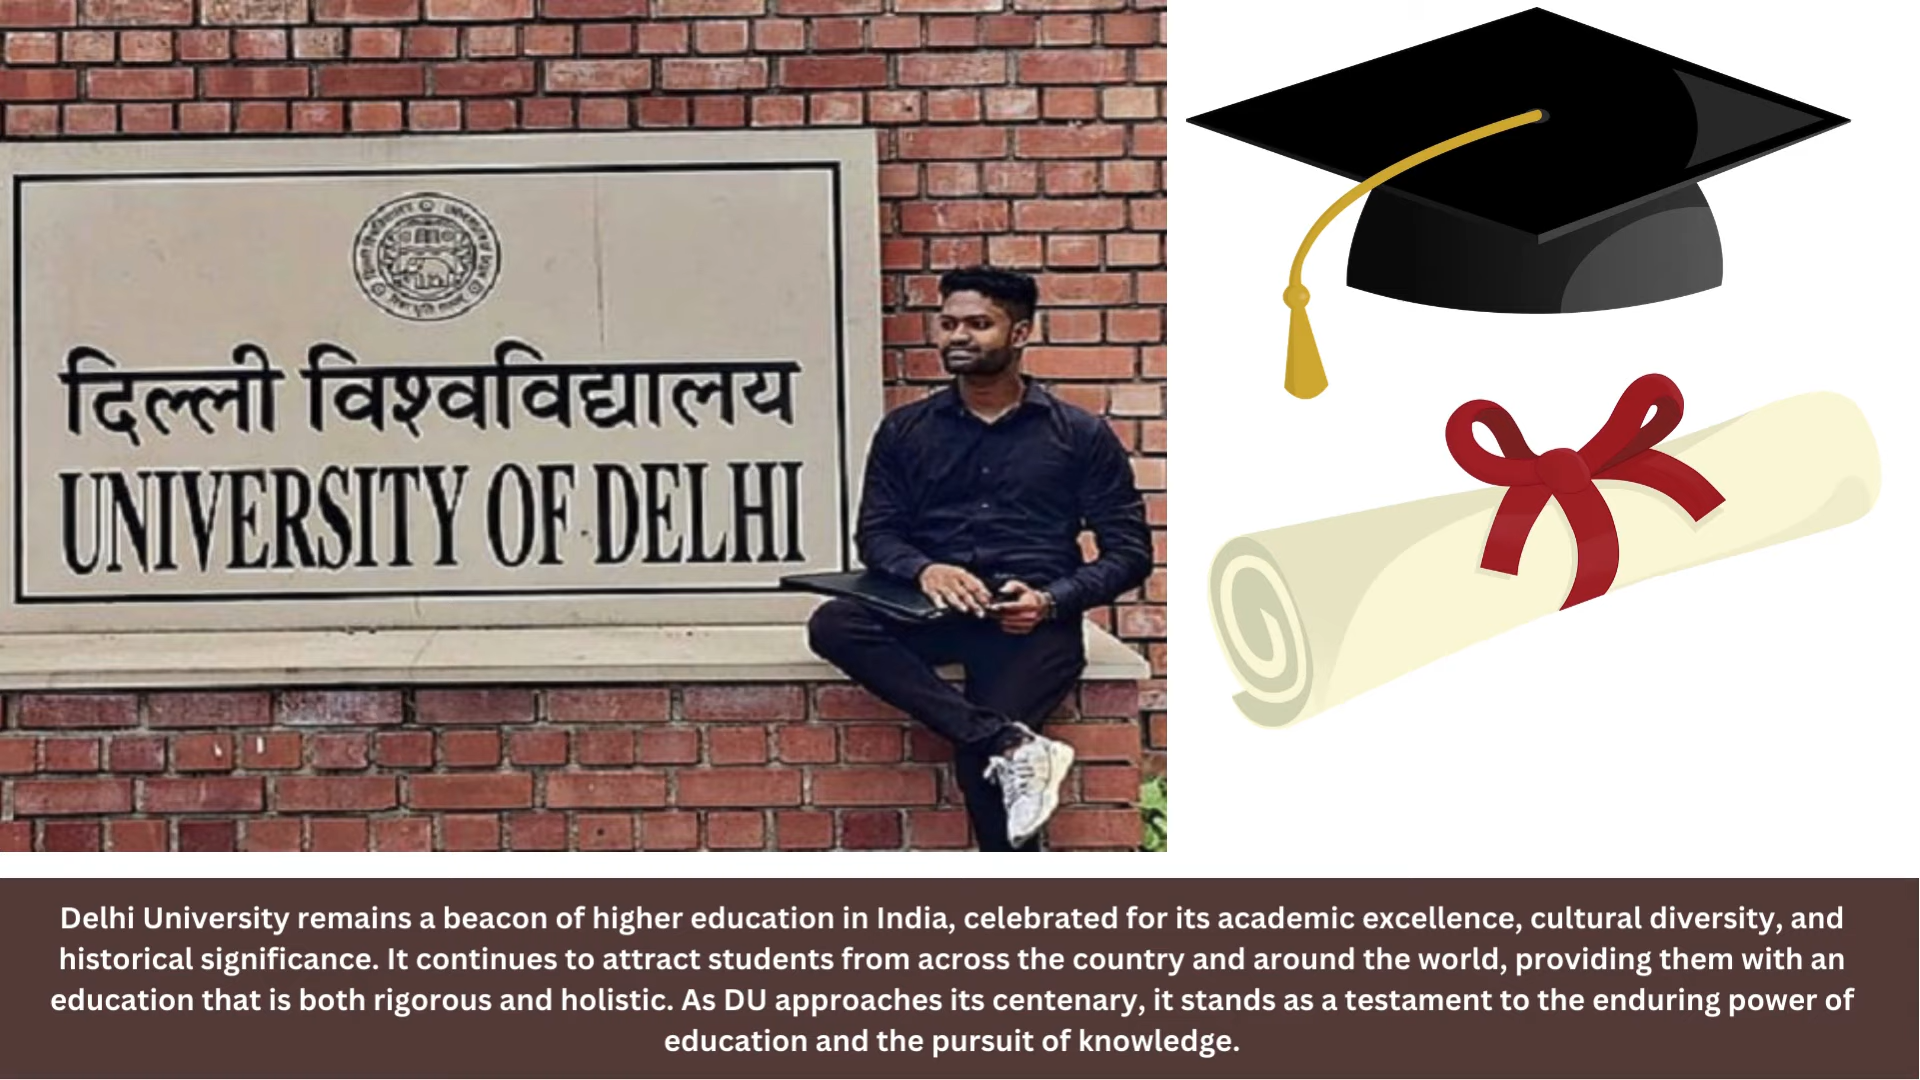 दिल्ली विश्वविद्यालय
UNIVERSITY OF DELHI
Delhi University remains a beacon of higher education in India, celebrated for its academic excellence, cultural diversity, and
historical significance. It continues to attract students from across the country and around the world, providing them with an
education that is both rigorous and holistic. As DU approaches its centenary, it stands as a testament to the enduring power of
education and the pursuit of knowledge.